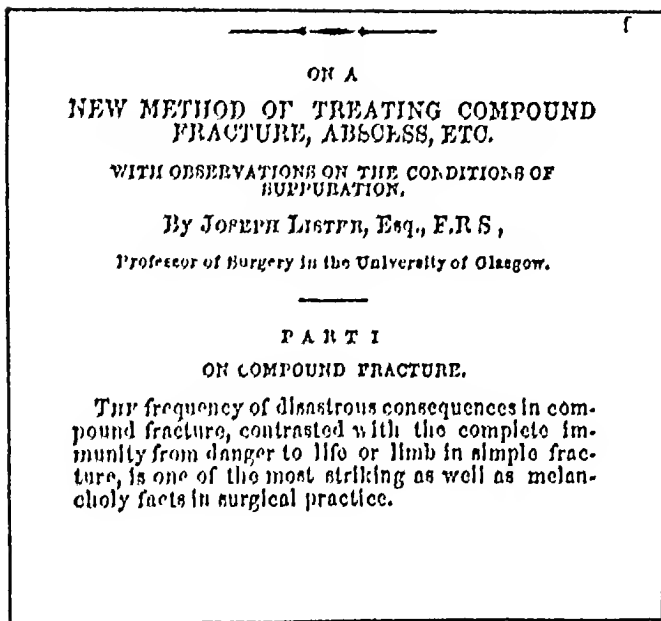 ON A
NEW METHOD OF TREATING COMPOUND
FRACTURE, ABSCESS, ETC.
WITH OBSERVATIONS ON THE CONDITIONS OF
SUPPURATION.
By JOSEPH LISTER, Esq., F.R S,
Professor of Surgery in the University of Glasgow.
PART I
ON COMPOUND FRACTURE.
THE frequency of disastrous consequences in com-
pound fracture, contrasted with the complete im-
munity from danger to life or limb in simple frac-
ture, is one of the most striking as well as melan-
choly facts in surgical practice.